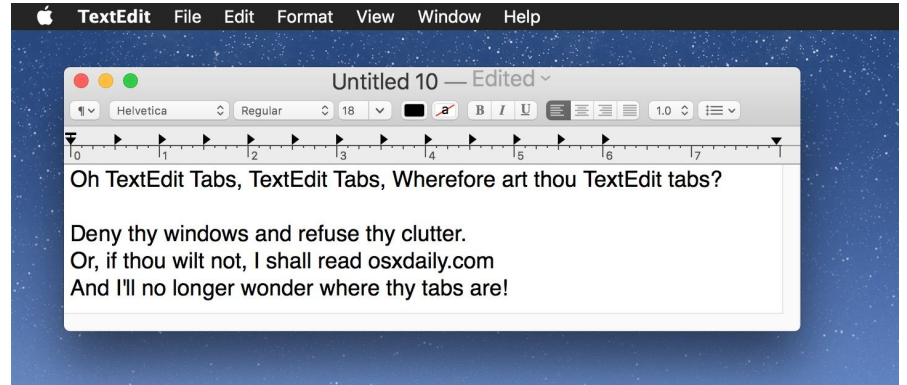 TextEdit File Edit Format View Window Help
Untitled 10 — Edited
¶ Helvetica Regular 18 a B I U 1.0
0 1 2 3 4 5 6 7
Oh TextEdit Tabs, TextEdit Tabs, Wherefore art thou TextEdit tabs?
Deny thy windows and refuse thy clutter.
Or, if thou wilt not, I shall read osxdaily.com
And I'll no longer wonder where thy tabs are!